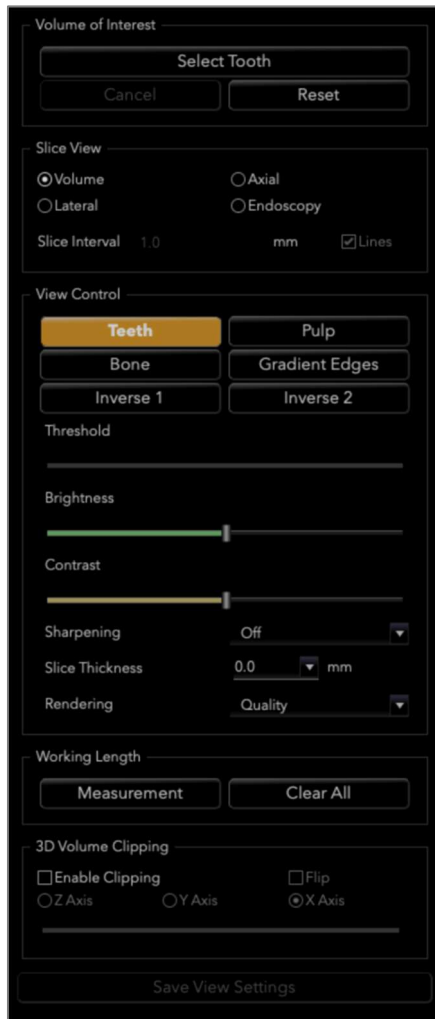 Volume of Interest
Select Tooth
Cancel Reset
Slice View
Volume Axial
Lateral Endoscopy
Slice Interval 1.0 mm Lines
View Control
Teeth Pulp
Bone Gradient Edges
Inverse 1 Inverse 2
Threshold
Brightness
Contrast
Sharpening Off
Slice Thickness 0.0 mm
Rendering Quality
Working Length
Measurement Clear All
3D Volume Clipping
Enable Clipping Flip
Z Axis Y Axis X Axis
Save View Settings